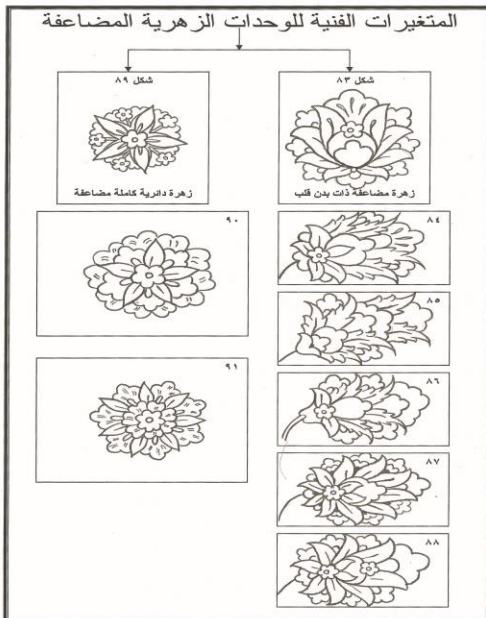 المتغيرات الفنية للوحدات الزهرية المضاعفة
شكل ٨٣
زهرة مضاعفة ذات بدن قلب
٨٤
٨٥
٨٦
٨٧
٨٨
شكل ٨٩
زهرة دائرية كاملة مضاعفة
٩٠
٩١